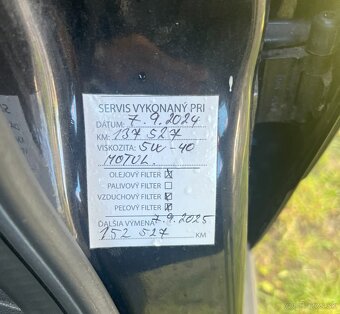 SERVIS VYKONANÝ PRI
DÁTUM: 7.9.2024
KM: 137 527
VISKOZITA: 5W-40
MOTUL
OLEJOVÝ FILTER
PALIVOVÝ FILTER
VZDUCHOVÝ FILTER
PEĽOVÝ FILTER
ĎALŠIA VÝMENA 7.9.2025
152 527 KM